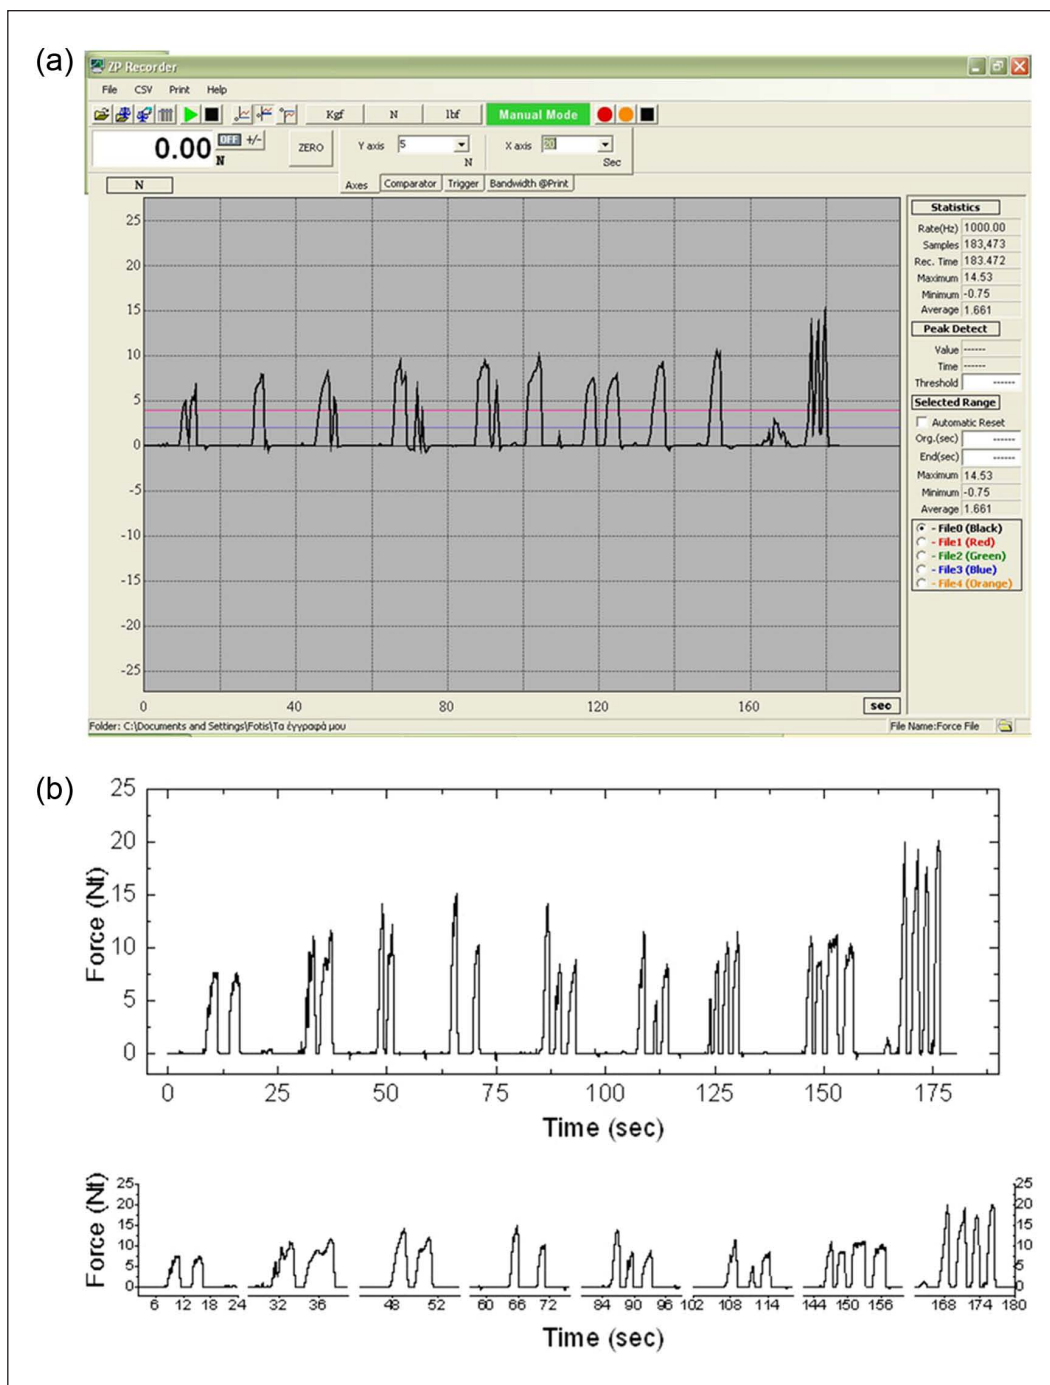 (a)
ZP Recorder
File CSV Print Help
Kgf N lbf Manual Mode
0.00 N OFF +/- ZERO Y axis 5 N X axis 20 Sec
N
Axes Comparator Trigger Bandwidth @Print
25
20
15
10
5
0
-5
-10
-15
-20
-25
0 40 80 120 160 sec
Statistics
Rate(Hz) 1000.00
Samples 183,473
Rec. Time 183.472
Maximum 14.53
Minimum -0.75
Average 1.661
Peak Detect
Value ------
Time ------
Threshold ------
Selected Range
Automatic Reset
Org.(sec) ------
End(sec) ------
Maximum 14.53
Minimum -0.75
Average 1.661
- File0 (Black)
- File1 (Red)
- File2 (Green)
- File3 (Blue)
- File4 (Orange)
Folder: C:\Documents and Settings\Fotis\Τα έγγραφά μου File Name:Force File
(b)
Force (Nt)
25
20
15
10
5
0
0 25 50 75 100 125 150 175
Time (sec)
Force (Nt)
25 25
20 20
15 15
10 10
5 5
0 0
6 12 18 24 32 36 48 52 60 66 72 84 90 96 102 108 114 144 150 156 168 174 180
Time (sec)